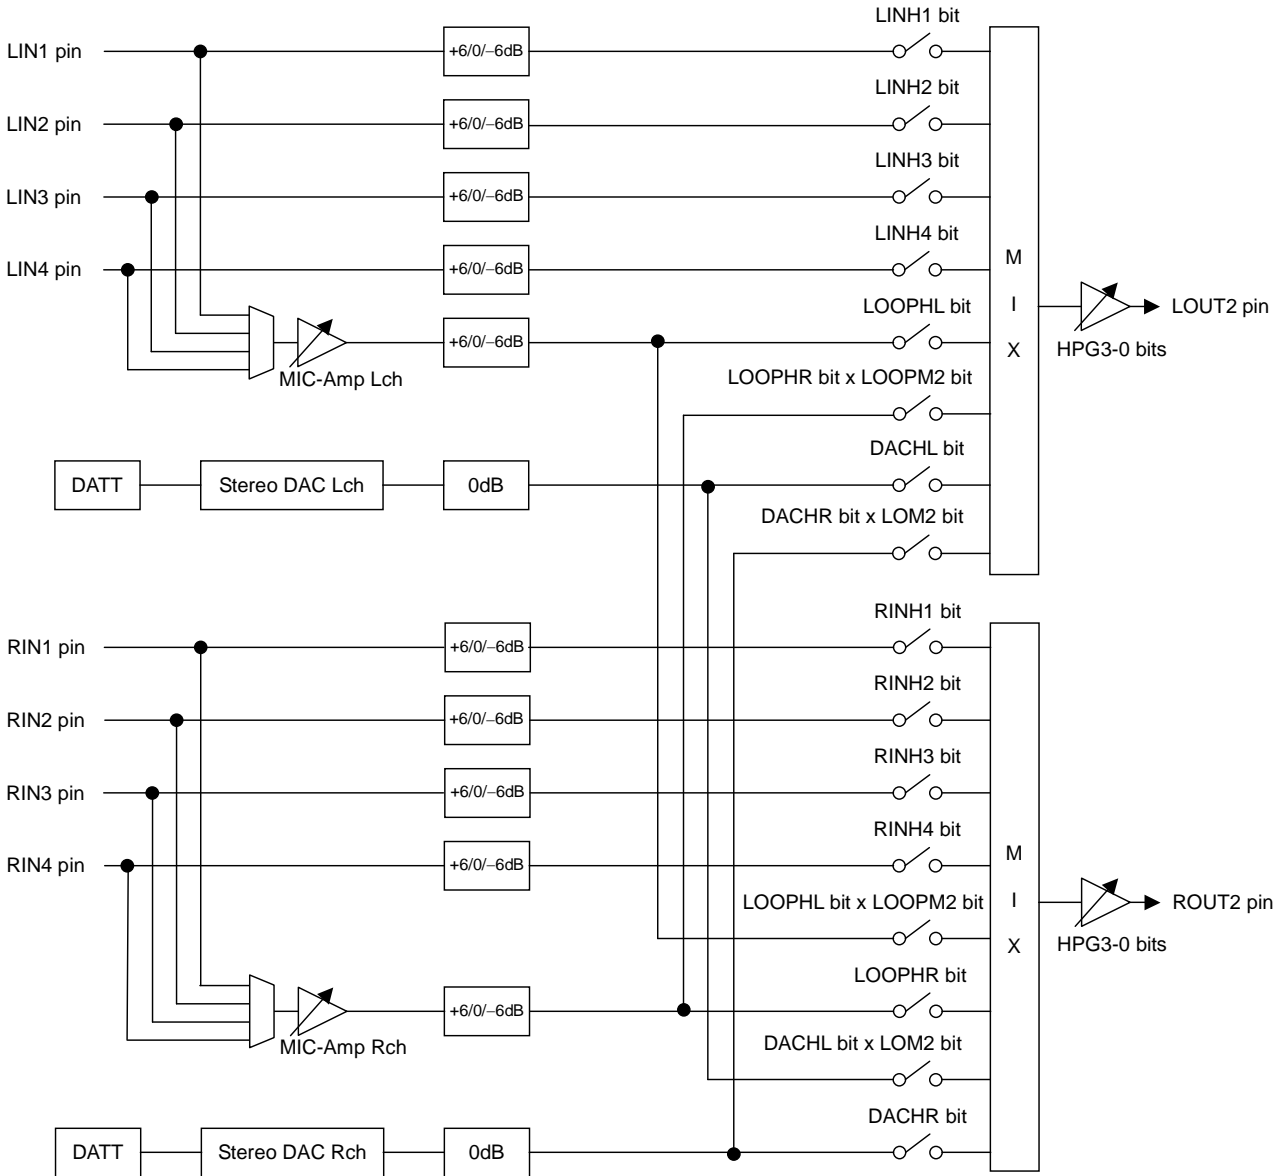 LINH1 bit
LIN1 pin
+6/0/−6dB
LINH2 bit
LIN2 pin
+6/0/−6dB
LINH3 bit
LIN3 pin
+6/0/−6dB
LINH4 bit
LIN4 pin
+6/0/−6dB
M
I
X
LOUT2 pin
HPG3-0 bits
LOOPHL bit
+6/0/−6dB
MIC-Amp Lch
LOOPHR bit x LOOPM2 bit
DACHL bit
DATT
Stereo DAC Lch
0dB
DACHR bit x LOM2 bit
RINH1 bit
RIN1 pin
+6/0/−6dB
RINH2 bit
RIN2 pin
+6/0/−6dB
RINH3 bit
RIN3 pin
+6/0/−6dB
RINH4 bit
RIN4 pin
+6/0/−6dB
M
I
X
ROUT2 pin
HPG3-0 bits
LOOPHL bit x LOOPM2 bit
LOOPHR bit
+6/0/−6dB
MIC-Amp Rch
DACHL bit x LOM2 bit
DACHR bit
DATT
Stereo DAC Rch
0dB